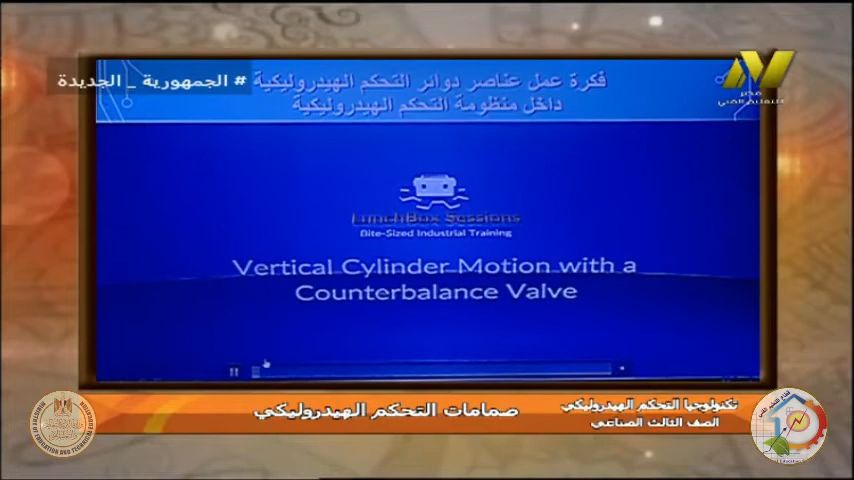 # الجمهورية _ الجديدة
فكرة عمل عناصر دوائر التحكم الهيدروليكية
داخل منظومة التحكم الهيدروليكية
مصر
LunchBox Sessions
Bite-Sized Industrial Training
Vertical Cylinder Motion with a
Counterbalance Valve
تكنولوجيا التحكم الهيدروليكي
الصف الثالث الصناعي
صمامات التحكم الهيدروليكي